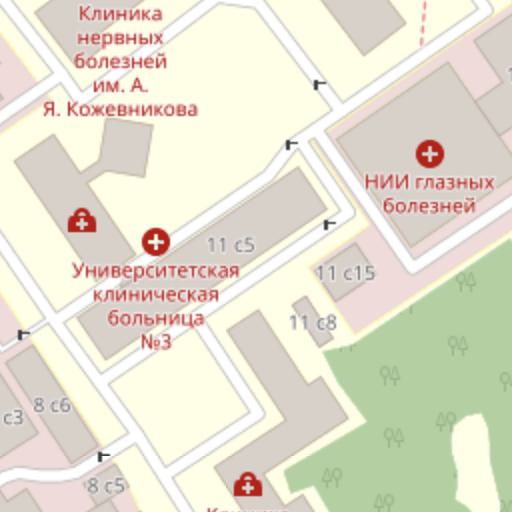 Клиника
нервных
болезней
им. А.
Я. Кожевникова
НИИ глазных
болезней
11 с5
Университетская
клиническая
больница
№3
11 с15
11 с8
с3
8 с6
8 с5